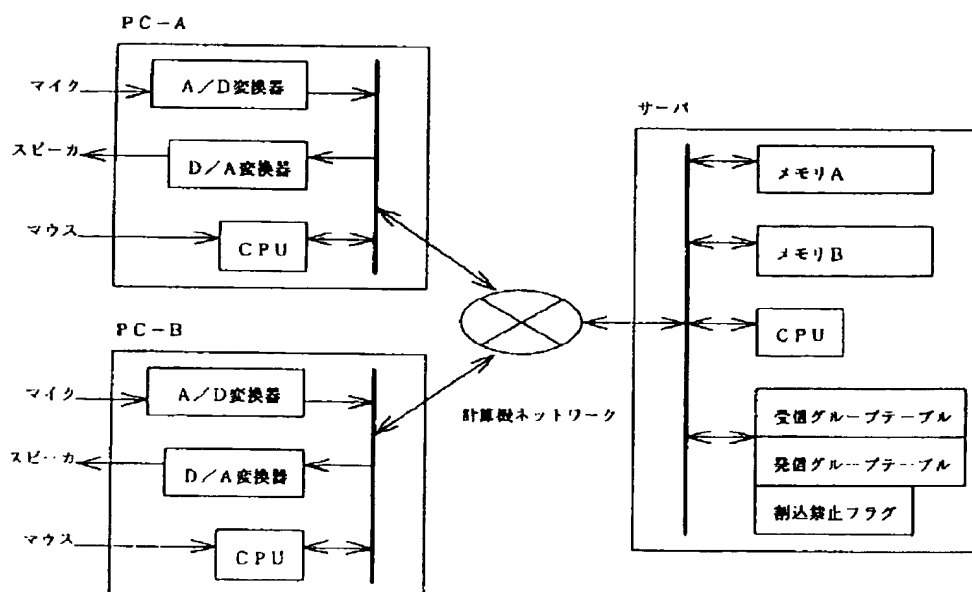 PC-A
マイク
A/D変換器
スピーカ
D/A変換器
マウス
CPU
PC-B
マイク
A/D変換器
スピーカ
D/A変換器
マウス
CPU
計算機ネットワーク
サーバ
メモリA
メモリB
CPU
受信グループテーブル
発信グループテーブル
割込禁止フラグ